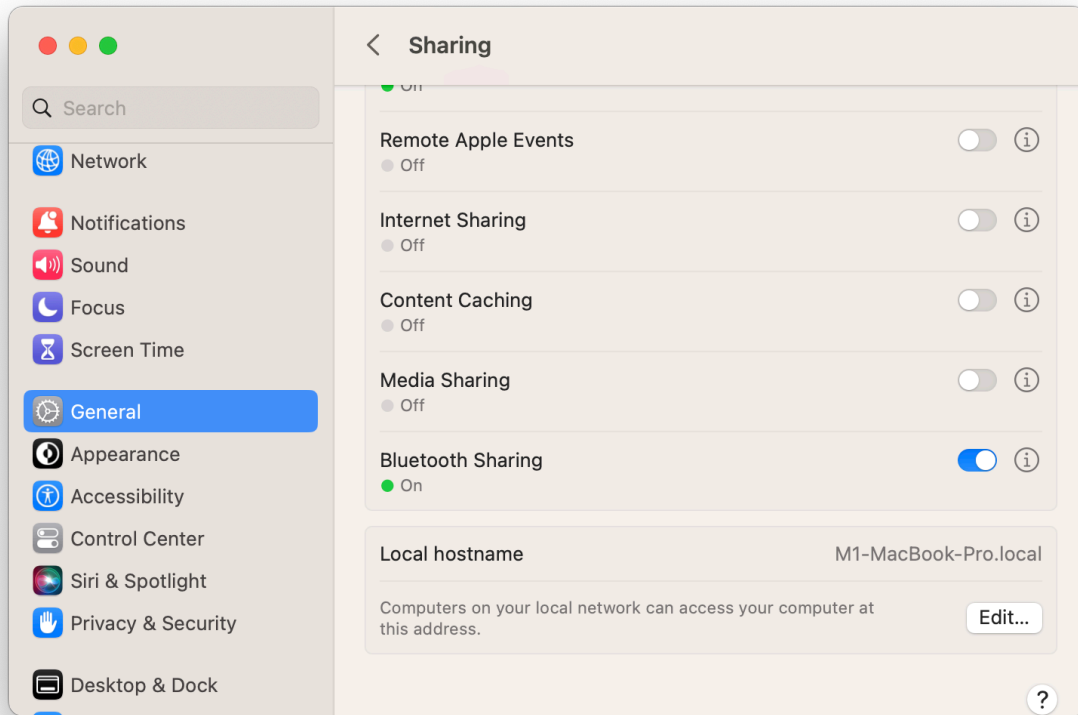 Sharing
Search
On
Network
Remote Apple Events
Off
Notifications
Internet Sharing
Off
Sound
Focus
Content Caching
Off
Screen Time
Media Sharing
Off
General
Appearance
Bluetooth Sharing
On
Accessibility
Control Center
Local hostname
M1-MacBook-Pro.local
Siri & Spotlight
Computers on your local network can access your computer at
this address.
Edit...
Privacy & Security
Desktop & Dock
?